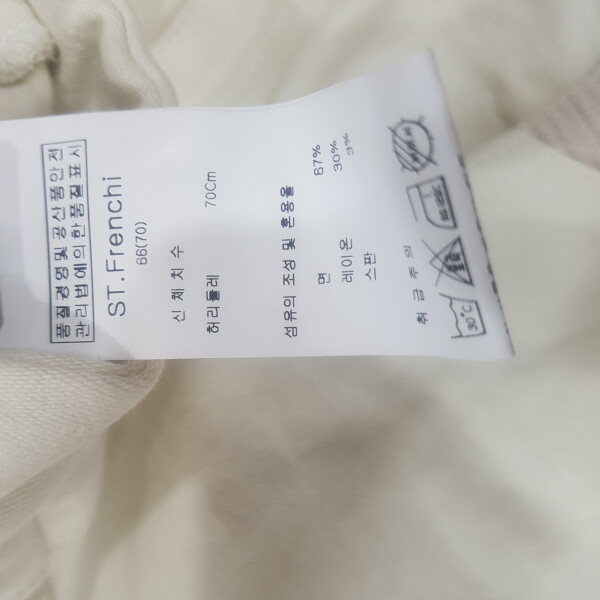 품질경영및 공산품안전
관리법에의한품질표시
ST.Frenchi
66(70)
신체치수
허리둘레 70Cm
섬유의 조성 및 혼용율
면 67%
레이온 30%
스판 3%
취급주의
30℃